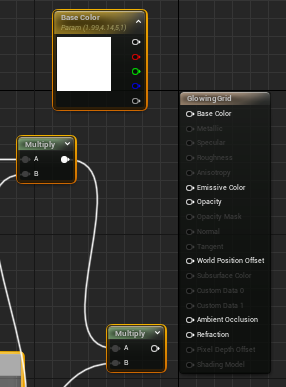 Base Color
Param (1.99,4.14,5,1)
GlowingGrid
Base Color
Metallic
Specular
Roughness
Anisotropy
Emissive Color
Opacity
Opacity Mask
Normal
Tangent
World Position Offset
Subsurface Color
Custom Data 0
Custom Data 1
Ambient Occlusion
Refraction
Pixel Depth Offset
Shading Model
Multiply
A
B
Multiply
A
B